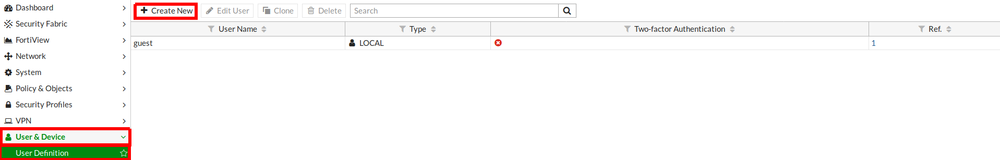 Dashboard
Security Fabric
FortiView
Network
System
Policy & Objects
Security Profiles
VPN
User & Device
User Definition
Create New Edit User Clone Delete Search
User Name Type Two-factor Authentication Ref.
guest LOCAL 1